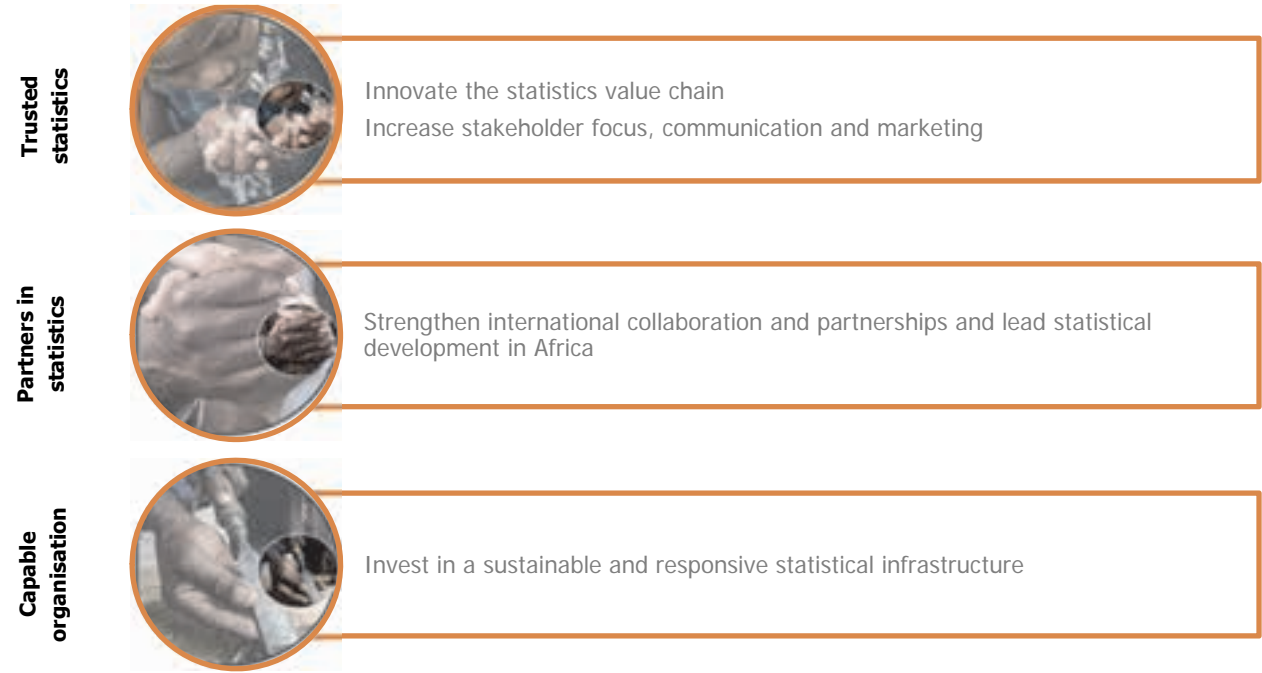 Trusted
statistics
Innovate the statistics value chain
Increase stakeholder focus, communication and marketing
Partners in
statistics
Strengthen international collaboration and partnerships and lead statistical
development in Africa
Capable
organisation
Invest in a sustainable and responsive statistical infrastructure